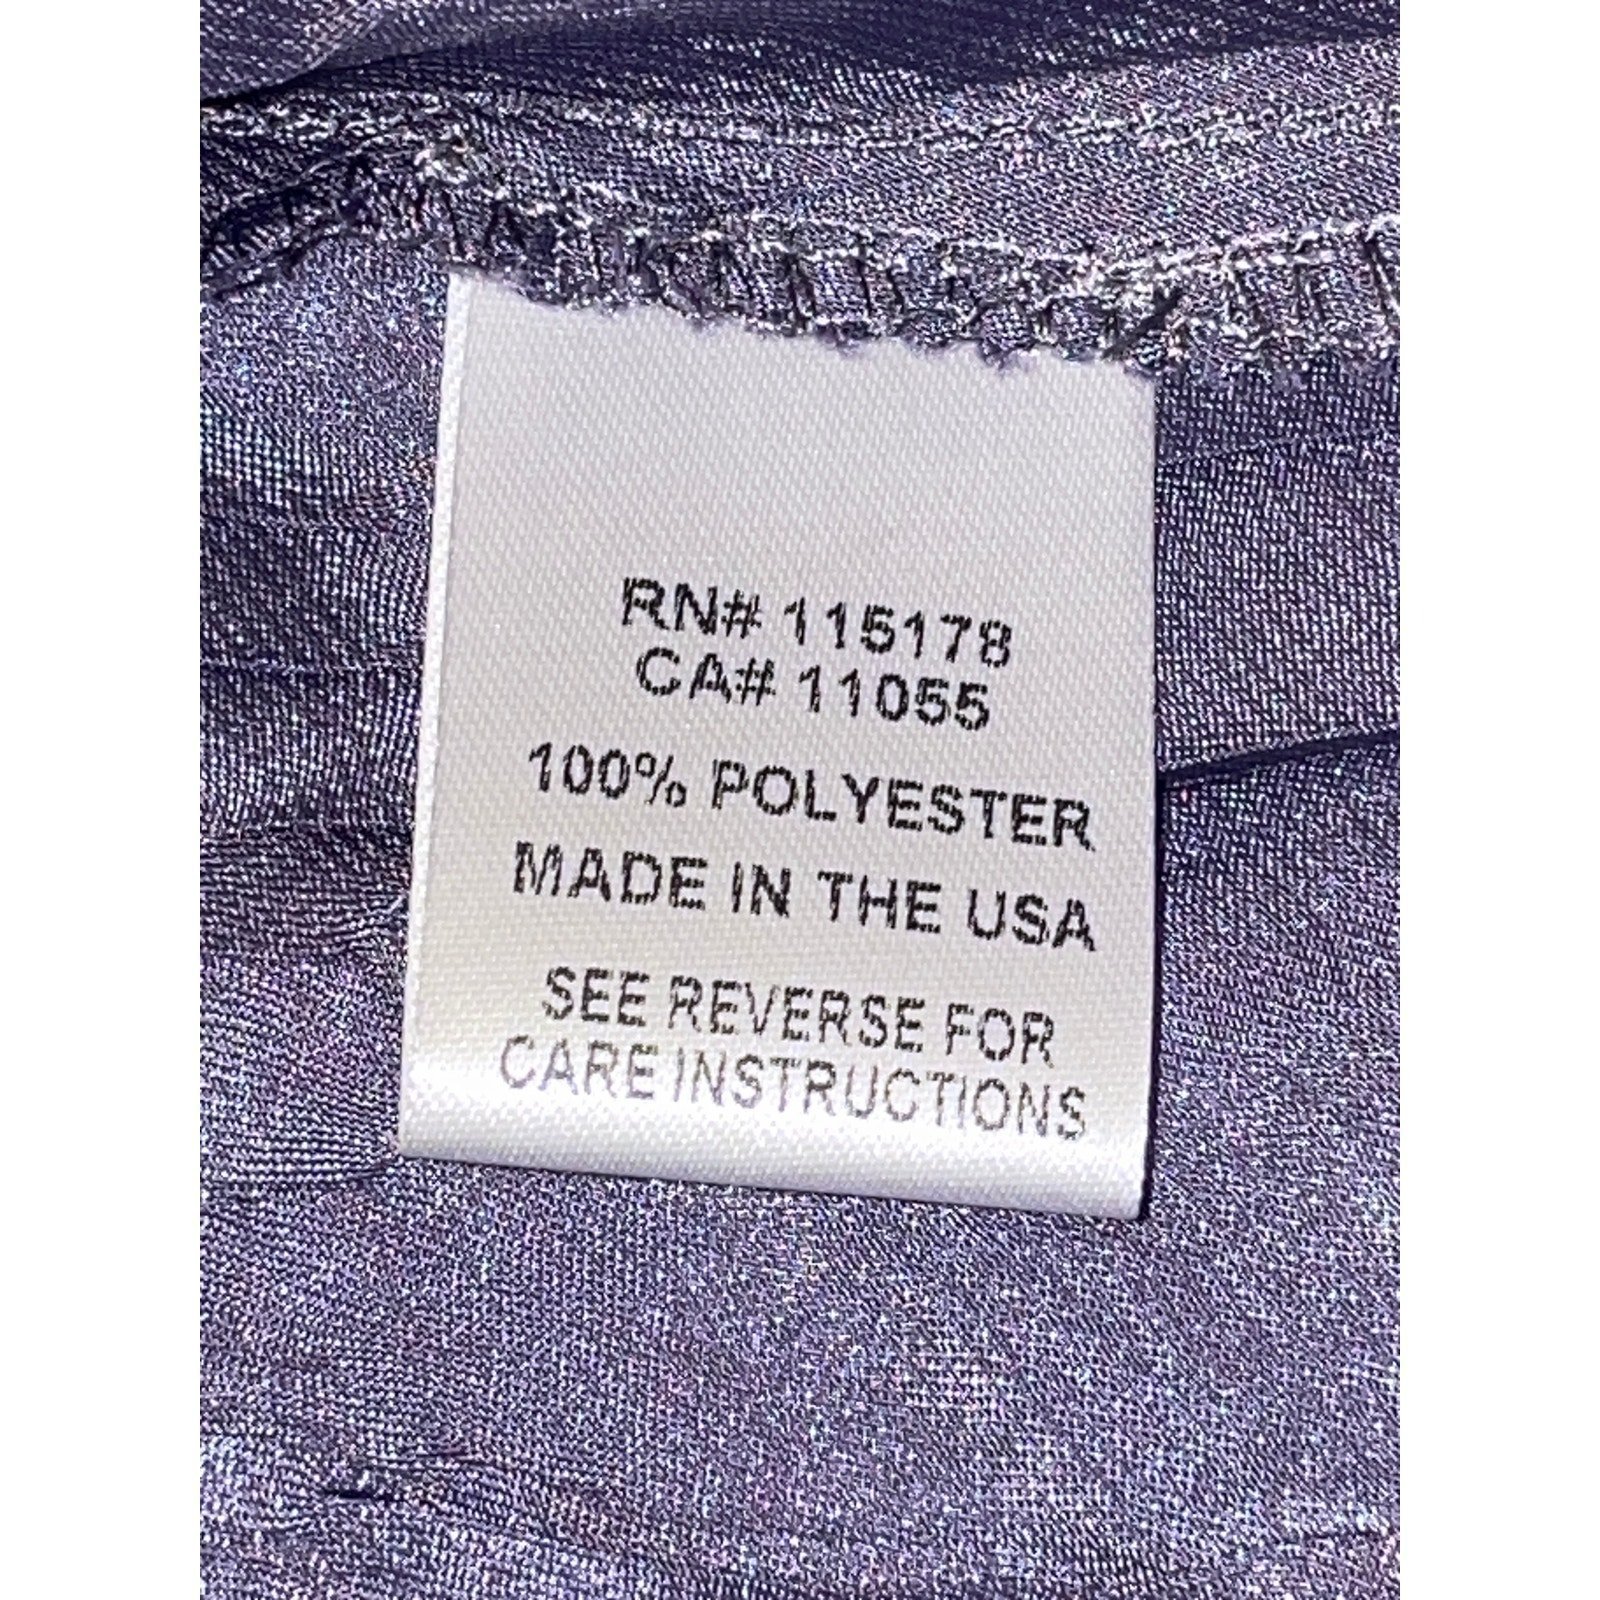 RN# 115178
CA# 11055
100% POLYESTER
MADE IN THE USA
SEE REVERSE FOR
CARE INSTRUCTIONS